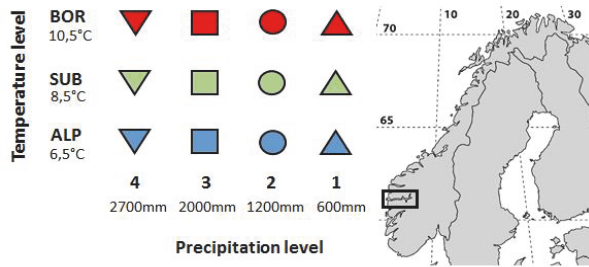 Temperature level
BOR
10,5°C
SUB
8,5°C
ALP
6,5°C
4 3 2 1
2700mm 2000mm 1200mm 600mm
Precipitation level
10 20 30
70
65